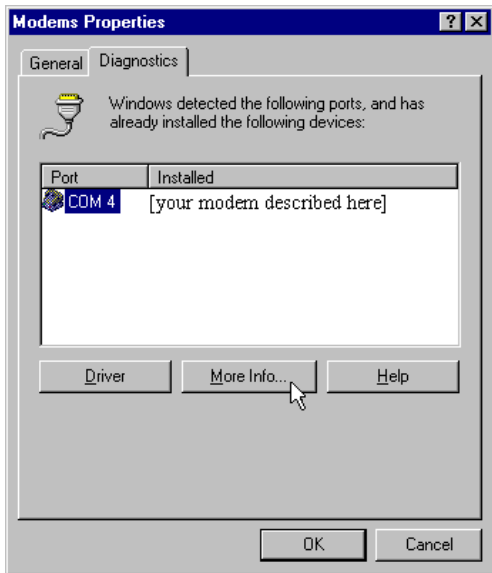 Modems Properties
General Diagnostics
Windows detected the following ports, and has
already installed the following devices:
Port Installed
COM 4 [your modem described here]
Driver More Info... Help
OK Cancel